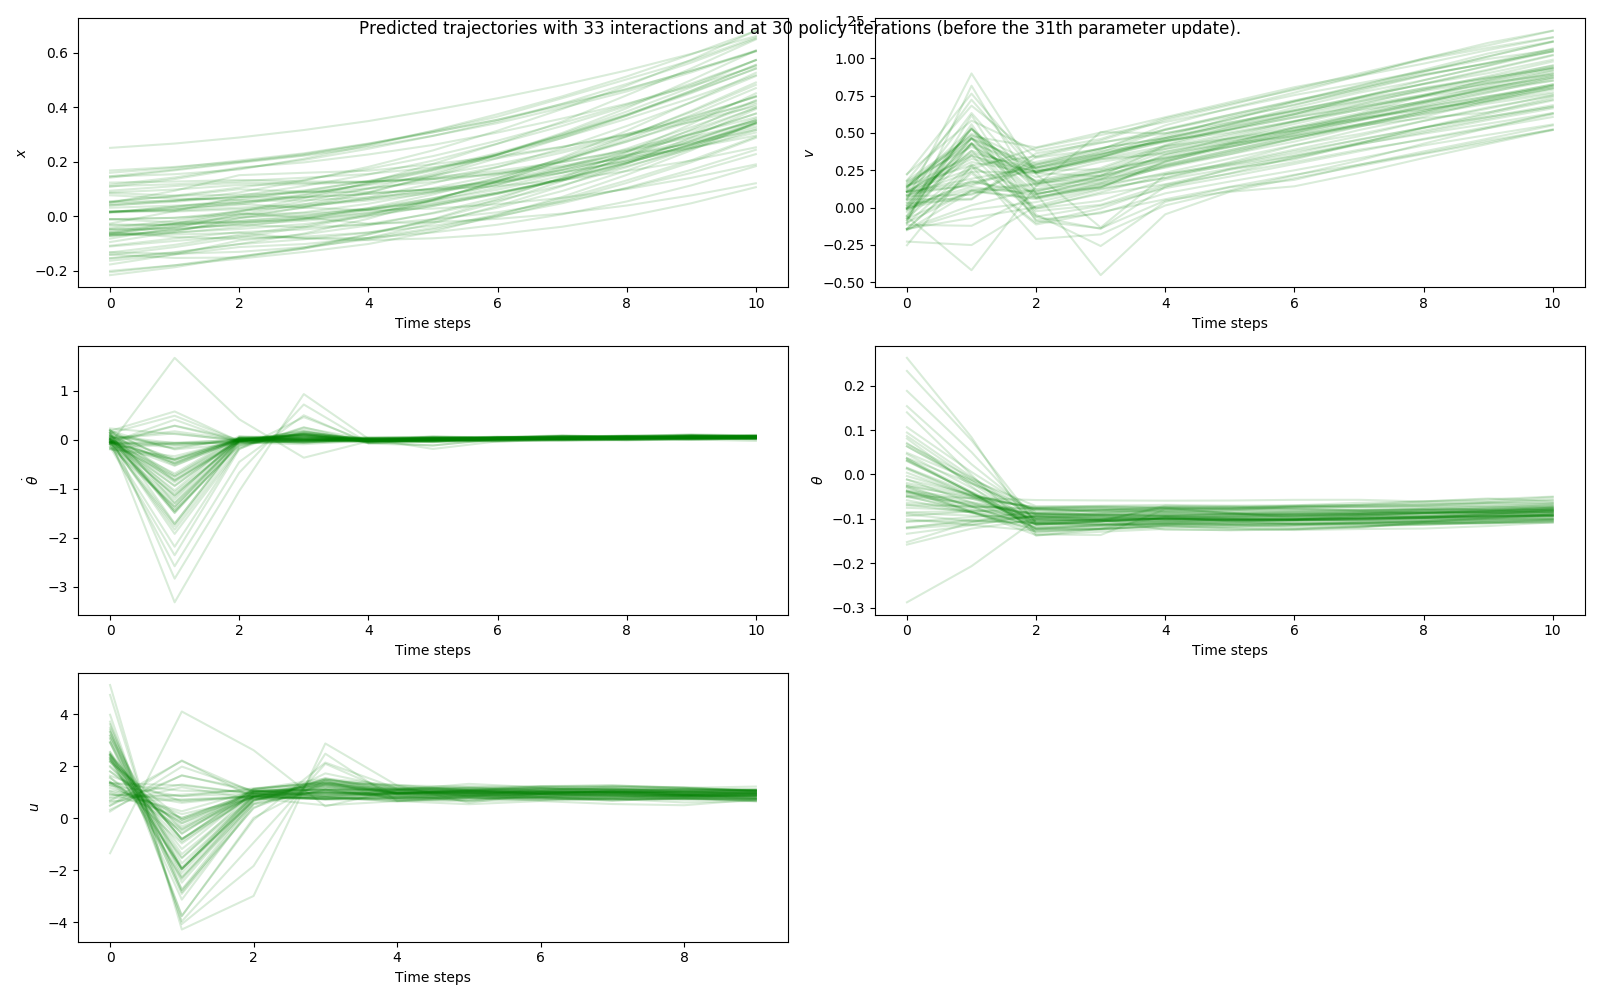 Predicted trajectories with 33 interactions and at 30 policy iterations (before the 31th parameter update).
0.6
0.4
0.2
0.0
−0.2
x
0 2 4 6 8 10
Time steps
1.25
1.00
0.75
0.50
0.25
0.00
−0.25
−0.50
v
0 2 4 6 8 10
Time steps
1
0
−1
−2
−3
θ̇
0 2 4 6 8 10
Time steps
0.2
0.1
0.0
−0.1
−0.2
−0.3
θ
0 2 4 6 8 10
Time steps
4
2
0
−2
−4
u
0 2 4 6 8
Time steps